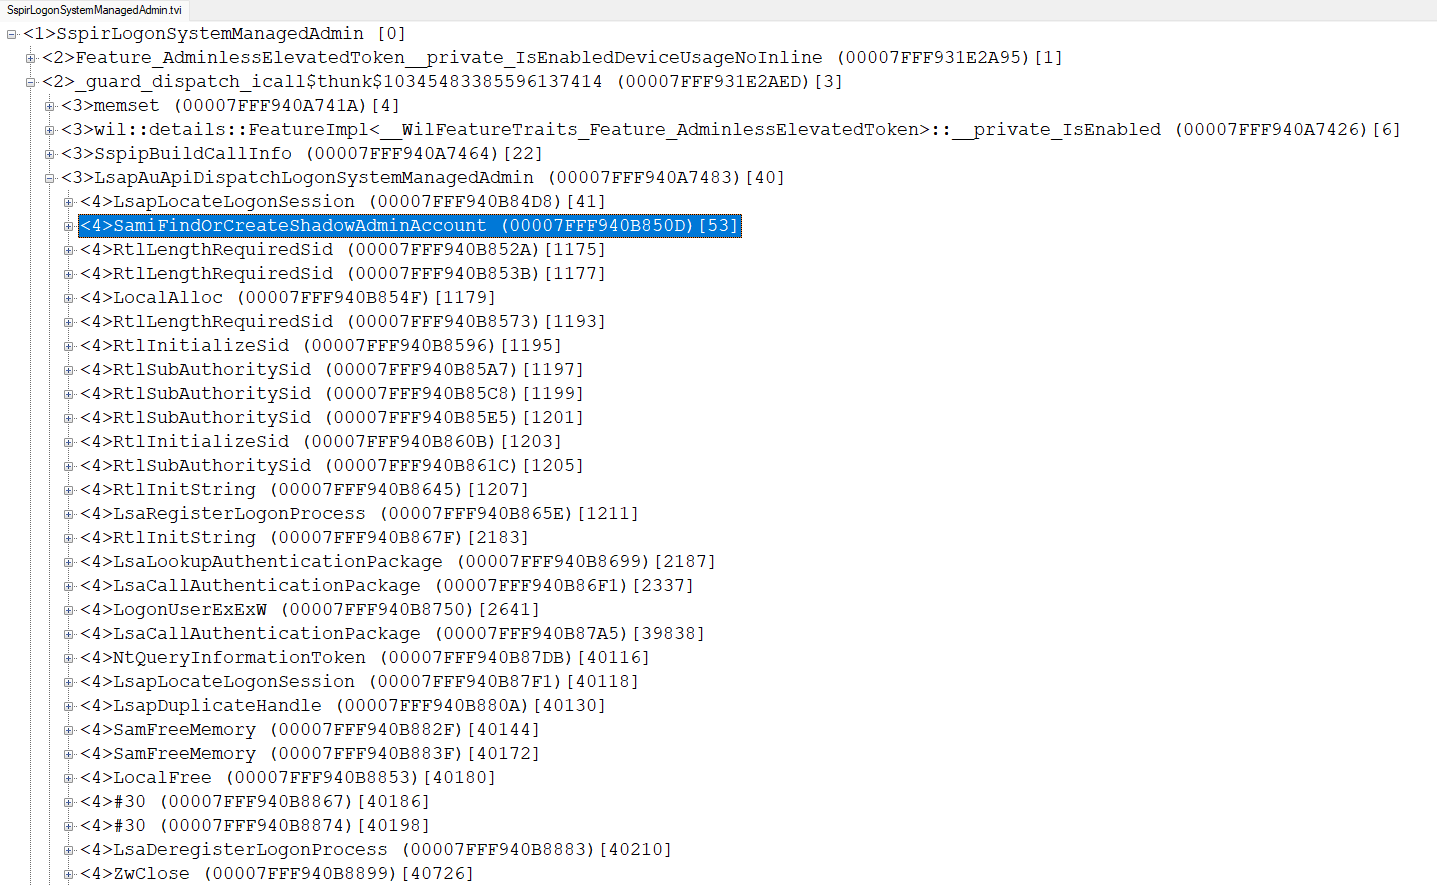 SspirLogonSystemManagedAdmin.tvi
<1>SspirLogonSystemManagedAdmin [0]
<2>Feature_AdminlessElevatedToken__private_IsEnabledDeviceUsageNoInline (00007FFF931E2A95)[1]
<2>_guard_dispatch_icall$thunk$10345483385596137414 (00007FFF931E2AED)[3]
<3>memset (00007FFF940A741A)[4]
<3>wil::details::FeatureImpl<__WilFeatureTraits_Feature_AdminlessElevatedToken>::__private_IsEnabled (00007FFF940A7426)[6]
<3>SspipBuildCallInfo (00007FFF940A7464)[22]
<3>LsapAuApiDispatchLogonSystemManagedAdmin (00007FFF940A7483)[40]
<4>LsapLocateLogonSession (00007FFF940B84D8)[41]
<4>SamiFindOrCreateShadowAdminAccount (00007FFF940B850D)[53]
<4>RtlLengthRequiredSid (00007FFF940B852A)[1175]
<4>RtlLengthRequiredSid (00007FFF940B853B)[1177]
<4>LocalAlloc (00007FFF940B854F)[1179]
<4>RtlLengthRequiredSid (00007FFF940B8573)[1193]
<4>RtlInitializeSid (00007FFF940B8596)[1195]
<4>RtlSubAuthoritySid (00007FFF940B85A7)[1197]
<4>RtlSubAuthoritySid (00007FFF940B85C8)[1199]
<4>RtlSubAuthoritySid (00007FFF940B85E5)[1201]
<4>RtlInitializeSid (00007FFF940B860B)[1203]
<4>RtlSubAuthoritySid (00007FFF940B861C)[1205]
<4>RtlInitString (00007FFF940B8645)[1207]
<4>LsaRegisterLogonProcess (00007FFF940B865E)[1211]
<4>RtlInitString (00007FFF940B867F)[2183]
<4>LsaLookupAuthenticationPackage (00007FFF940B8699)[2187]
<4>LsaCallAuthenticationPackage (00007FFF940B86F1)[2337]
<4>LogonUserExExW (00007FFF940B8750)[2641]
<4>LsaCallAuthenticationPackage (00007FFF940B87A5)[39838]
<4>NtQueryInformationToken (00007FFF940B87DB)[40116]
<4>LsapLocateLogonSession (00007FFF940B87F1)[40118]
<4>LsapDuplicateHandle (00007FFF940B880A)[40130]
<4>SamFreeMemory (00007FFF940B882F)[40144]
<4>SamFreeMemory (00007FFF940B883F)[40172]
<4>LocalFree (00007FFF940B8853)[40180]
<4>#30 (00007FFF940B8867)[40186]
<4>#30 (00007FFF940B8874)[40198]
<4>LsaDeregisterLogonProcess (00007FFF940B8883)[40210]
<4>ZwClose (00007FFF940B8899)[40726]